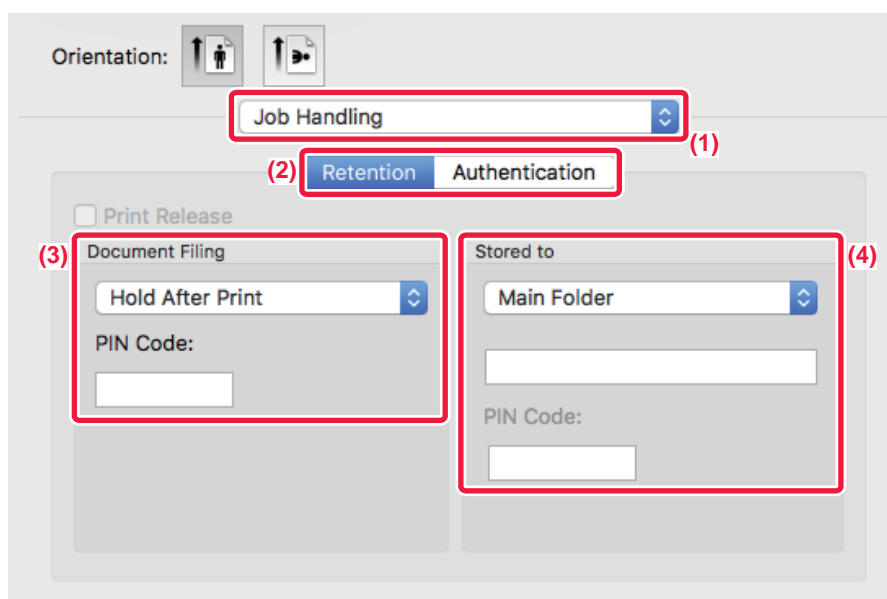 Orientation:
Job Handling
(1)
(2)
Retention
Authentication
Print Release
(3)
Document Filing
Hold After Print
PIN Code:
Stored to
(4)
Main Folder
PIN Code: